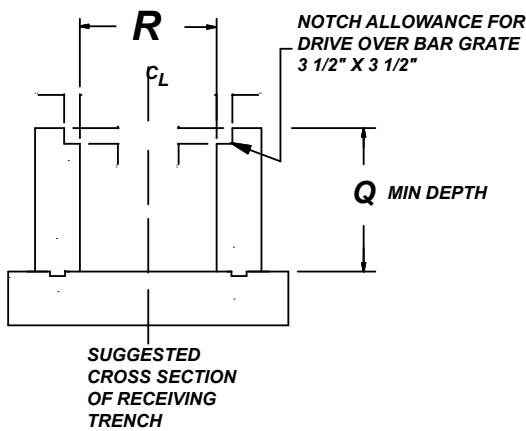 R
NOTCH ALLOWANCE FOR
DRIVE OVER BAR GRATE
3 1/2" X 3 1/2"
CL
Q MIN DEPTH
SUGGESTED
CROSS SECTION
OF RECEIVING
TRENCH